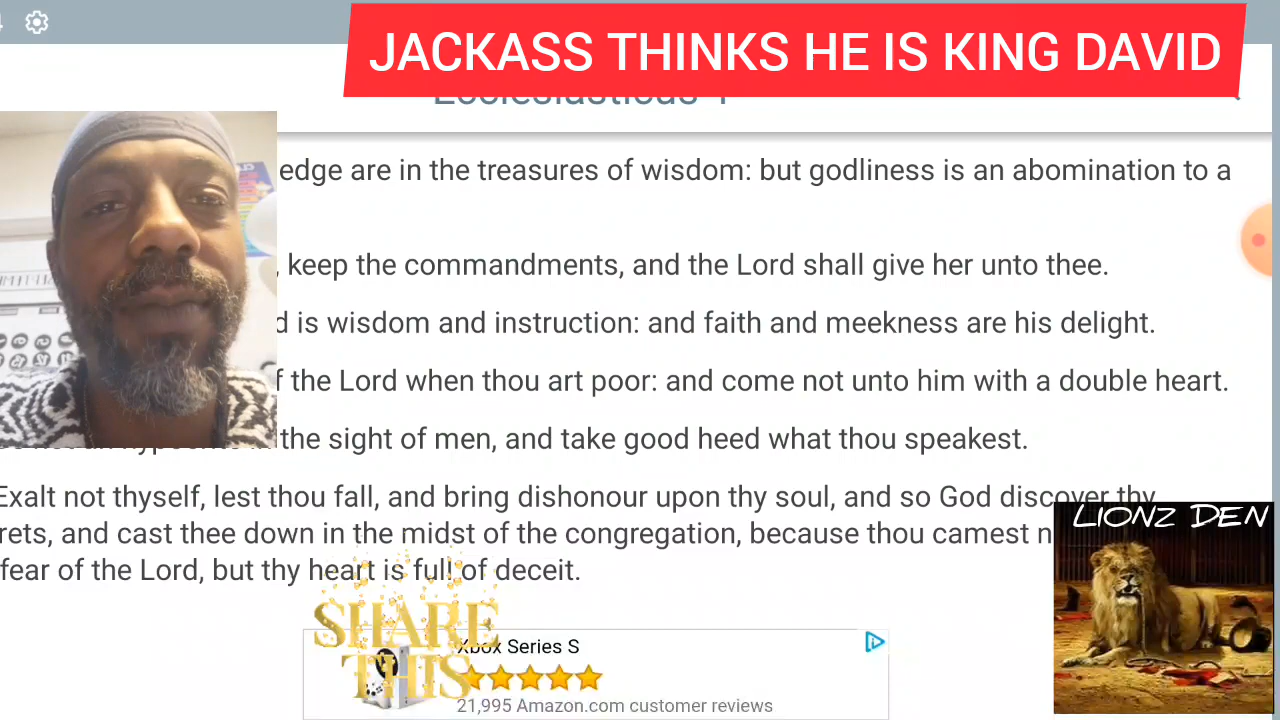 JACKASS THINKS HE IS KING DAVID
Ecclesiasticus 1
edge are in the treasures of wisdom: but godliness is an abomination to a
, keep the commandments, and the Lord shall give her unto thee.
d is wisdom and instruction: and faith and meekness are his delight.
f the Lord when thou art poor: and come not unto him with a double heart.
the sight of men, and take good heed what thou speakest.
Exalt not thyself, lest thou fall, and bring dishonour upon thy soul, and so God discover thy
rets, and cast thee down in the midst of the congregation, because thou camest n
fear of the Lord, but thy heart is full of deceit.
LIONZ DEN
SHARE
THIS
Xbox Series S
21,995 Amazon.com customer reviews